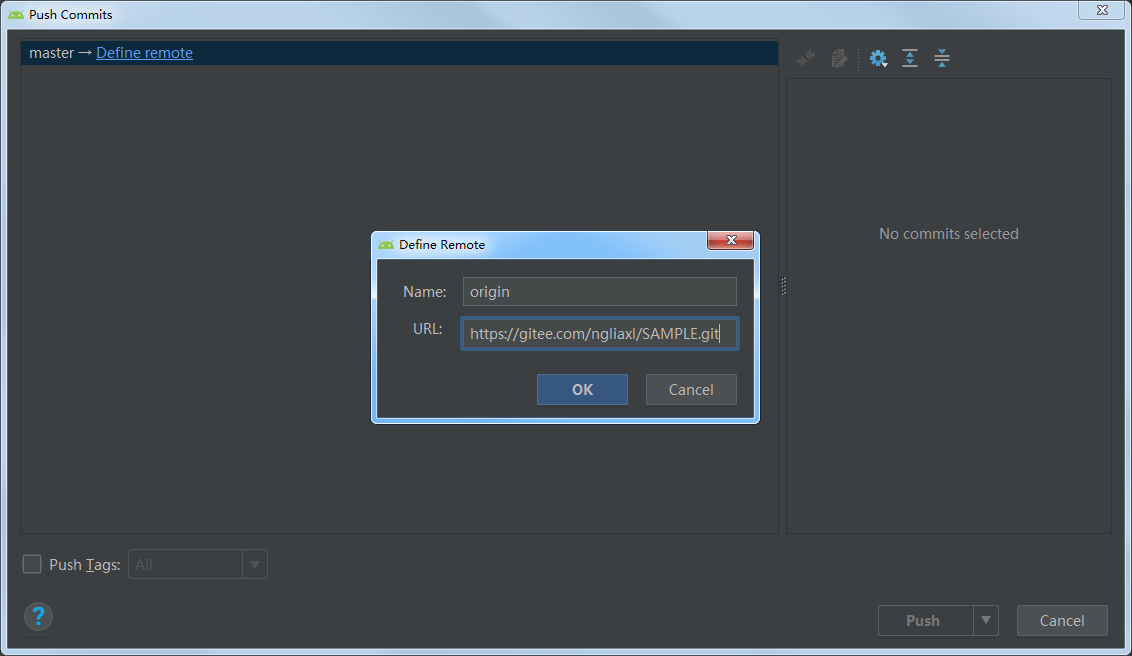 Push Commits
master → Define remote
No commits selected
Define Remote
Name: origin
URL: https://gitee.com/ngliaxl/SAMPLE.git
OK Cancel
Push Tags: All
?
Push Cancel